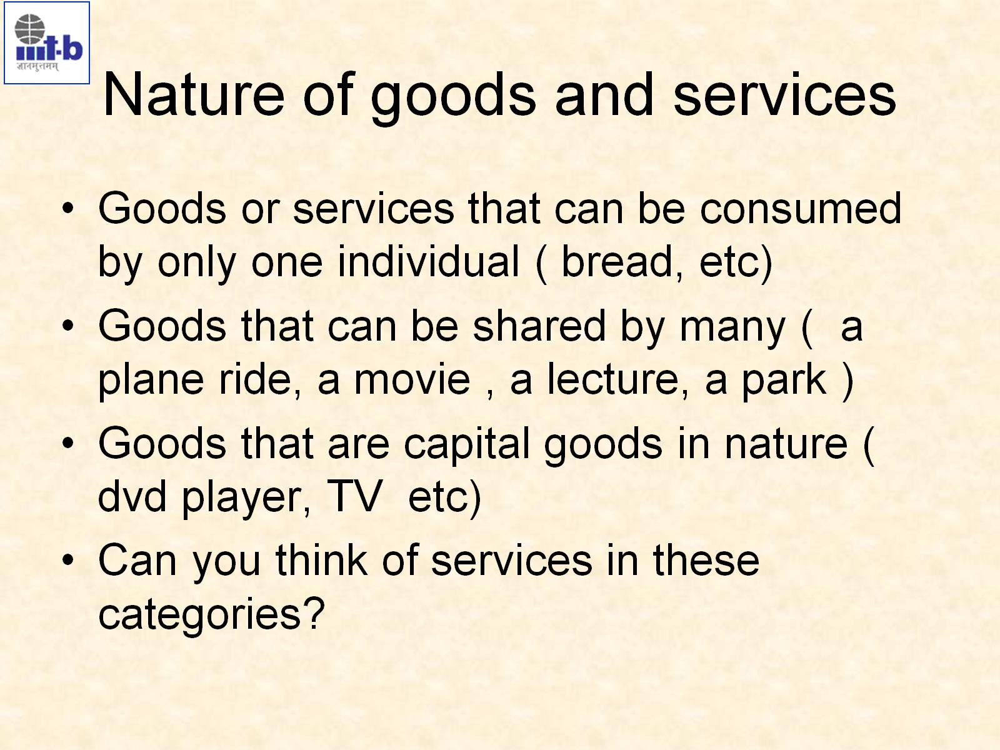 iiit-b
ज्ञानमुत्तमम्
Nature of goods and services
• Goods or services that can be consumed
by only one individual ( bread, etc)
• Goods that can be shared by many (  a
plane ride, a movie , a lecture, a park )
• Goods that are capital goods in nature (
dvd player, TV  etc)
• Can you think of services in these
categories?